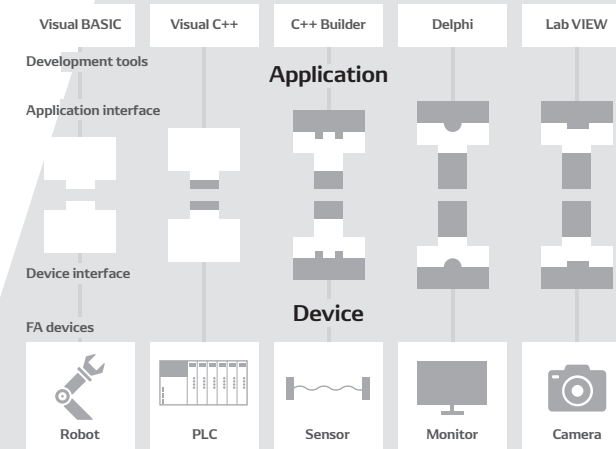 Visual BASIC
Visual C++
C++ Builder
Delphi
Lab VIEW
Development tools
Application
Application interface
Device interface
Device
FA devices
Robot
PLC
Sensor
Monitor
Camera